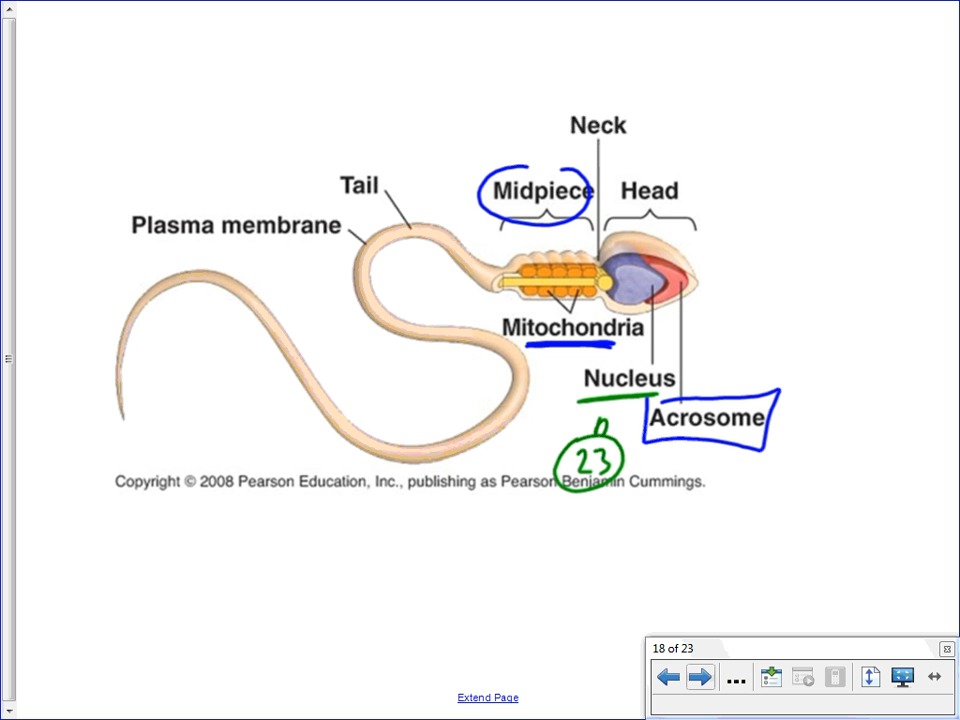 Neck
Tail
Midpiece
Head
Plasma membrane
Mitochondria
Nucleus
Acrosome
23
Copyright © 2008 Pearson Education, Inc., publishing as Pearson Benjamin Cummings.
18 of 23
Extend Page